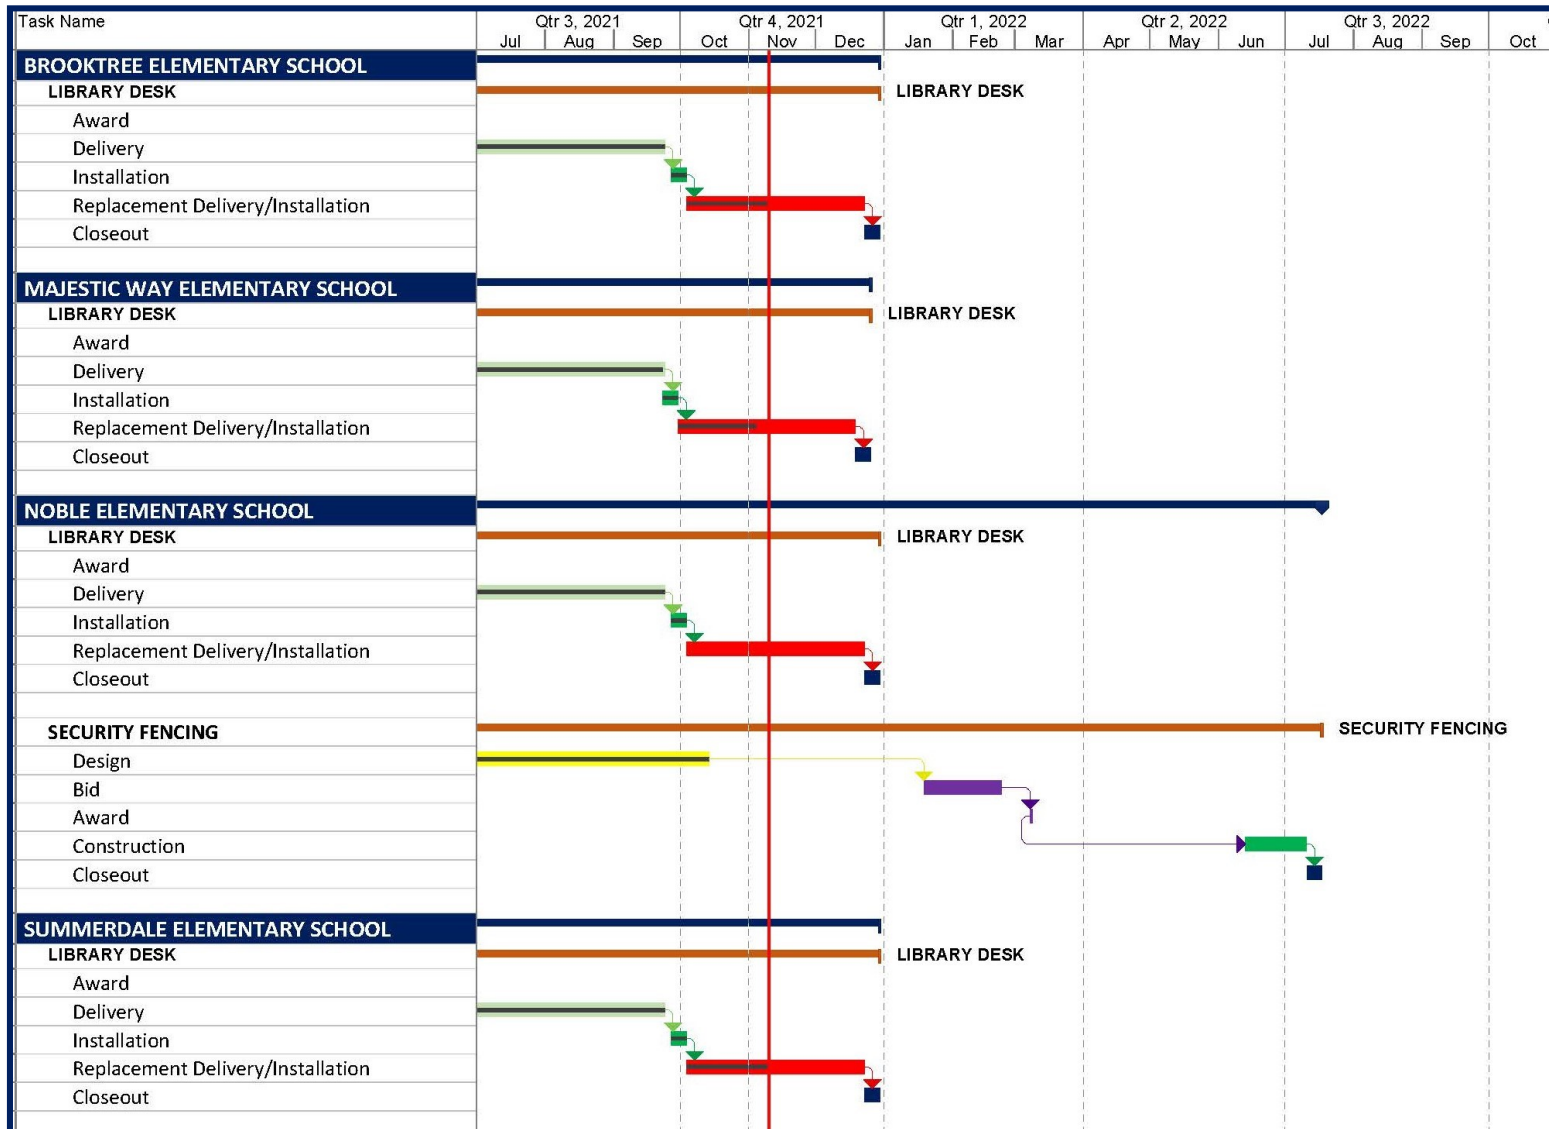 Task Name Qtr 3, 2021 Qtr 4, 2021 Qtr 1, 2022 Qtr 2, 2022 Qtr 3, 2022
Jul Aug Sep Oct Nov Dec Jan Feb Mar Apr May Jun Jul Aug Sep Oct
BROOKTREE ELEMENTARY SCHOOL
LIBRARY DESK LIBRARY DESK
Award
Delivery
Installation
Replacement Delivery/Installation
Closeout
MAJESTIC WAY ELEMENTARY SCHOOL
LIBRARY DESK LIBRARY DESK
Award
Delivery
Installation
Replacement Delivery/Installation
Closeout
NOBLE ELEMENTARY SCHOOL
LIBRARY DESK LIBRARY DESK
Award
Delivery
Installation
Replacement Delivery/Installation
Closeout
SECURITY FENCING SECURITY FENCING
Design
Bid
Award
Construction
Closeout
SUMMERDALE ELEMENTARY SCHOOL
LIBRARY DESK LIBRARY DESK
Award
Delivery
Installation
Replacement Delivery/Installation
Closeout